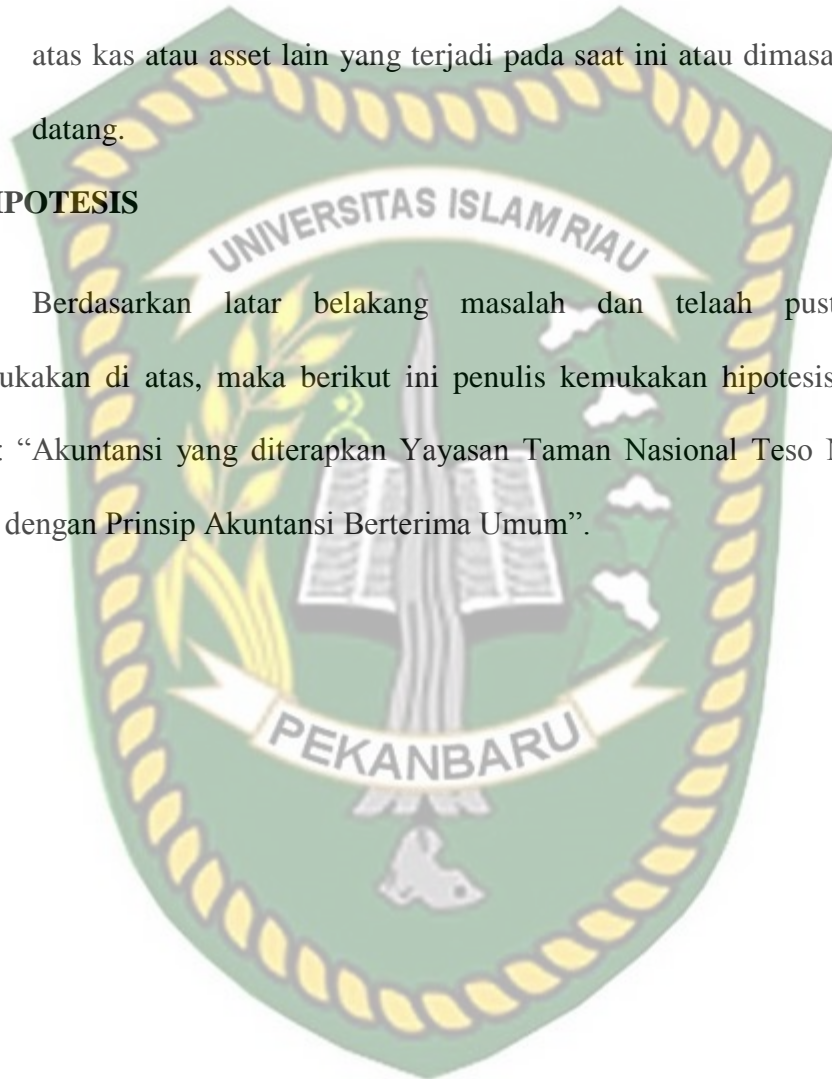 atas kas atau asset lain yang terjadi pada saat ini atau dimasa
datang.
IPOTESIS
UNIVERSITAS ISLAM RIAU
Berdasarkan latar belakang masalah dan telaah pust
ukakan di atas, maka berikut ini penulis kemukakan hipotesis
: “Akuntansi yang diterapkan Yayasan Taman Nasional Teso N
dengan Prinsip Akuntansi Berterima Umum”.
PEKANBARU